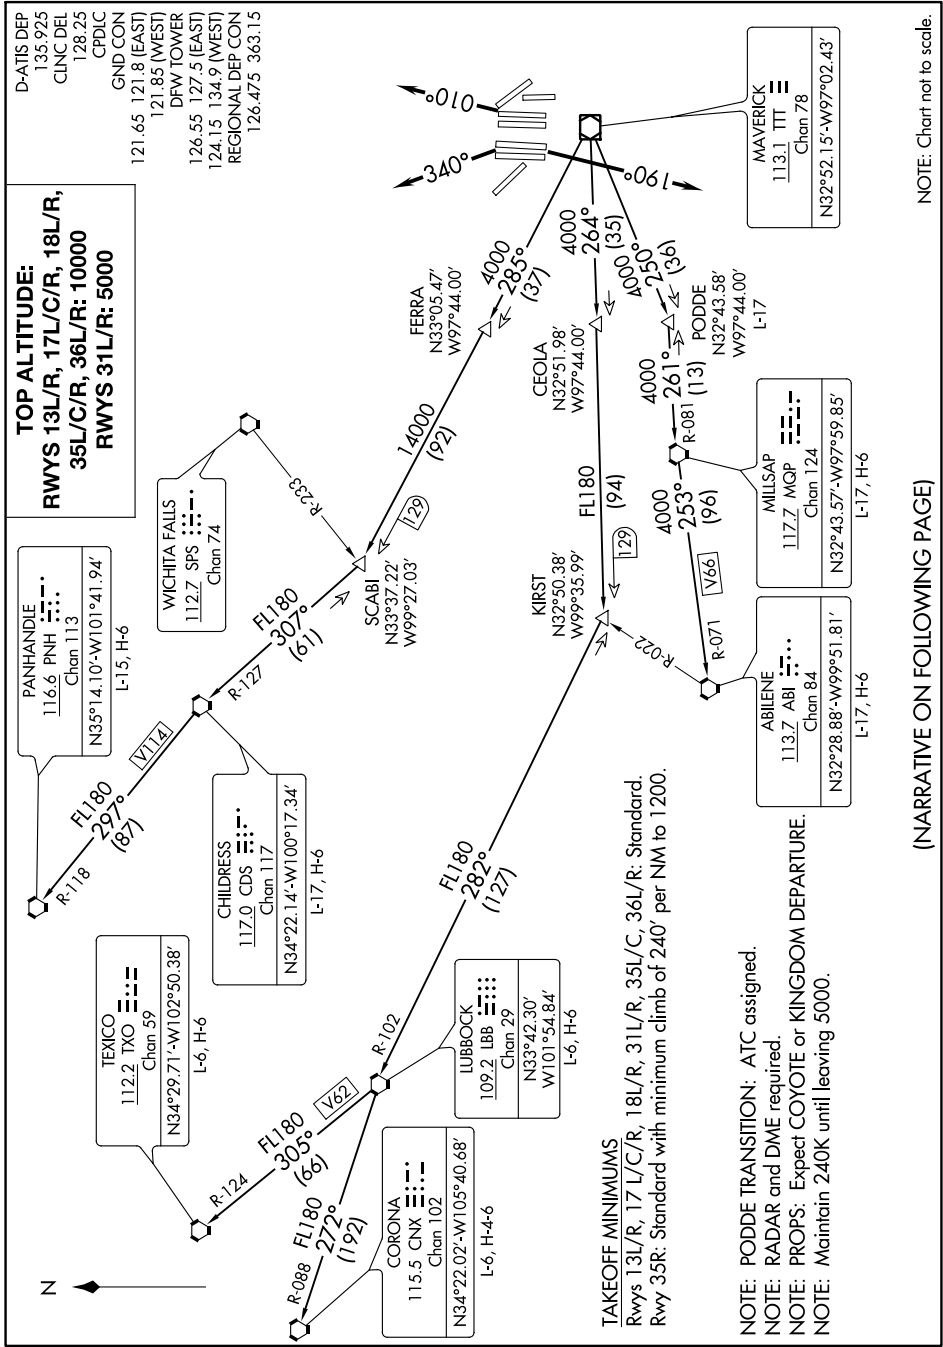 D-ATIS DEP
135.925
CLNC DEL
128.25
CPDLC
GND CON
121.65 121.8 (EAST)
121.85 (WEST)
DFW TOWER
126.55 127.5 (EAST)
124.15 134.9 (WEST)
REGIONAL DEP CON
126.475 363.15
TOP ALTITUDE:
RWYS 13L/R, 17L/C/R, 18L/R,
35L/C/R, 36L/R: 10000
RWYS 31L/R: 5000
N
PANHANDLE
116.6 PNH
Chan 113
N35°14.10'-W101°41.94'
L-15, H-6
WICHITA FALLS
112.7 SPS
Chan 74
R-233
TEXICO
112.2 TXO
Chan 59
N34°29.71'-W102°50.38'
L-6, H-6
CHILDRESS
117.0 CDS
Chan 117
N34°22.14'-W100°17.34'
L-17, H-6
R-118
FL180
297°
(87)
V114
R-127
FL180
307°
(61)
SCABI
N33°37.22'
W99°27.03'
129
14000
(92)
FERRA
N33°05.47'
W97°44.00'
4000
285°
(37)
340°
010°
190°
MAVERICK
113.1 TTT
Chan 78
N32°52.15'-W97°02.43'
4000
264°
(35)
CEOLA
N32°51.98'
W97°44.00'
FL180
(94)
129
KIRST
N32°50.38'
W99°35.99'
R-022
4000
250°
(36)
PODDE
N32°43.58'
W97°44.00'
L-17
4000
261°
(13)
R-081
MILLSAP
117.7 MQP
Chan 124
N32°43.57'-W97°59.85'
L-17, H-6
4000
253°
(96)
V66
R-071
ABILENE
113.7 ABI
Chan 84
N32°28.88'-W99°51.81'
L-17, H-6
FL180
282°
(127)
R-102
LUBBOCK
109.2 LBB
Chan 29
N33°42.30'
W101°54.84'
L-6, H-6
V62
FL180
305°
(66)
R-124
FL180
272°
(192)
R-088
CORONA
115.5 CNX
Chan 102
N34°22.02'-W105°40.68'
L-6, H-4-6
TAKEOFF MINIMUMS
Rwys 13L/R, 17 L/C/R, 18L/R, 31L/R, 35L/C, 36L/R: Standard.
Rwy 35R: Standard with minimum climb of 240' per NM to 1200.
NOTE: PODDE TRANSITION: ATC assigned.
NOTE: RADAR and DME required.
NOTE: PROPS: Expect COYOTE or KINGDOM DEPARTURE.
NOTE: Maintain 240K until leaving 5000.
(NARRATIVE ON FOLLOWING PAGE)
NOTE: Chart not to scale.